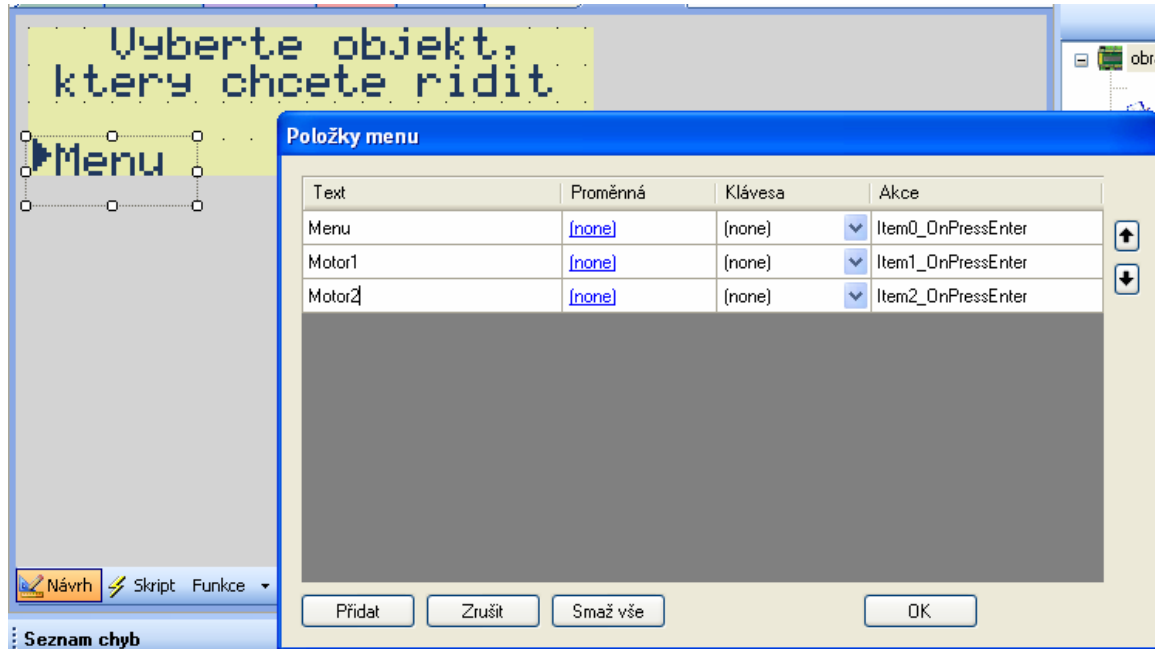 Vyberte objekt,
ktery chcete ridit
Menu
obr
Položky menu
Text Proměnná Klávesa Akce
Menu (none) (none) Item0_OnPressEnter
Motor1 (none) (none) Item1_OnPressEnter
Motor2 (none) (none) Item2_OnPressEnter
Návrh Skript Funkce
Přidat Zrušit Smaž vše OK
Seznam chyb